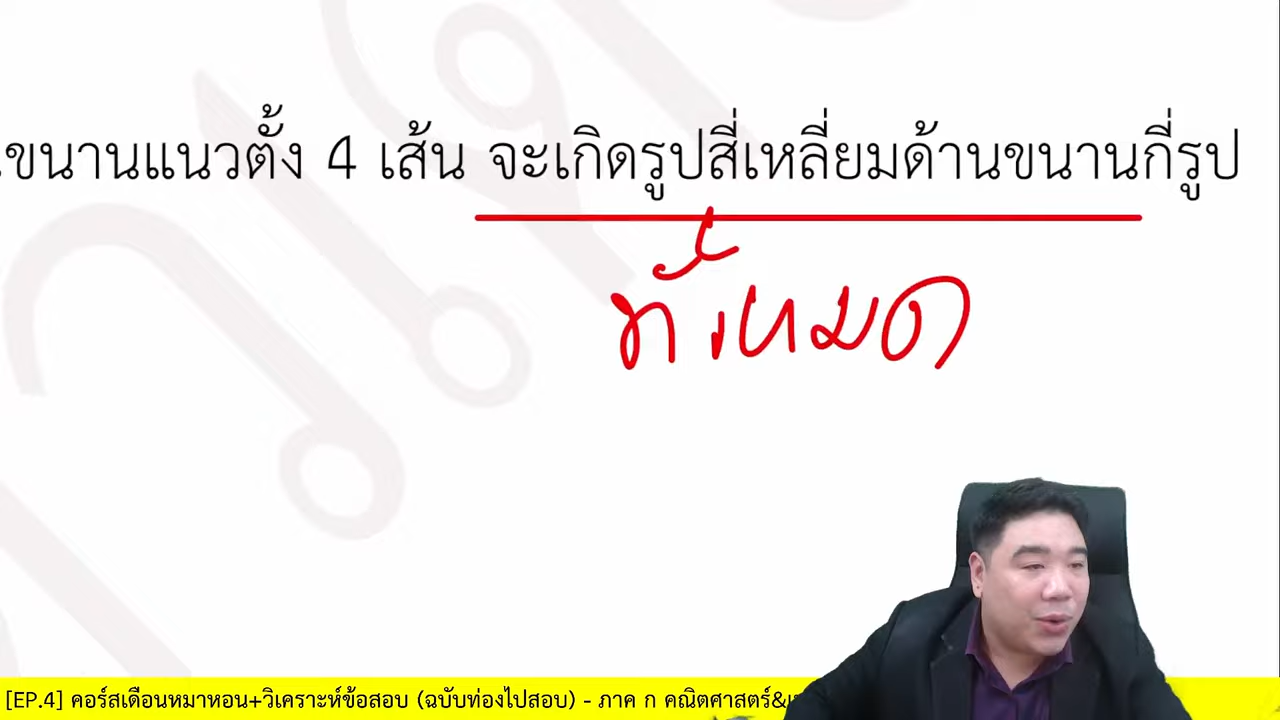 ขนานแนวตั้ง 4 เส้น จะเกิดรูปสี่เหลี่ยมด้านขนานกี่รูป
ทั้งหมด
[EP.4] คอร์สเดือนหมาหอน+วิเคราะห์ข้อสอบ (ฉบับท่องไปสอบ) - ภาค ก คณิตศาสตร์&